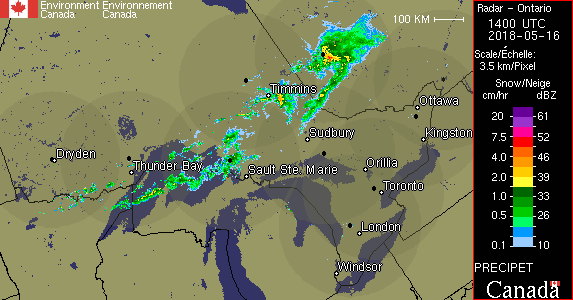 Environment Environnement
Canada Canada
100 KM
Timmins
Ottawa
Sudbury
Kingston
Dryden
Thunder Bay
Sault Ste. Marie
Orillia
Toronto
London
Windsor
Radar - Ontario
1400 UTC
2018-05-16
Scale/Échelle:
3.5 km/Pixel
Snow/Neige
cm/hr dBZ
20 61
7.5 52
4.0 46
2.0 39
1.0 33
0.5 26
0.1 10
PRECIPET
Canada